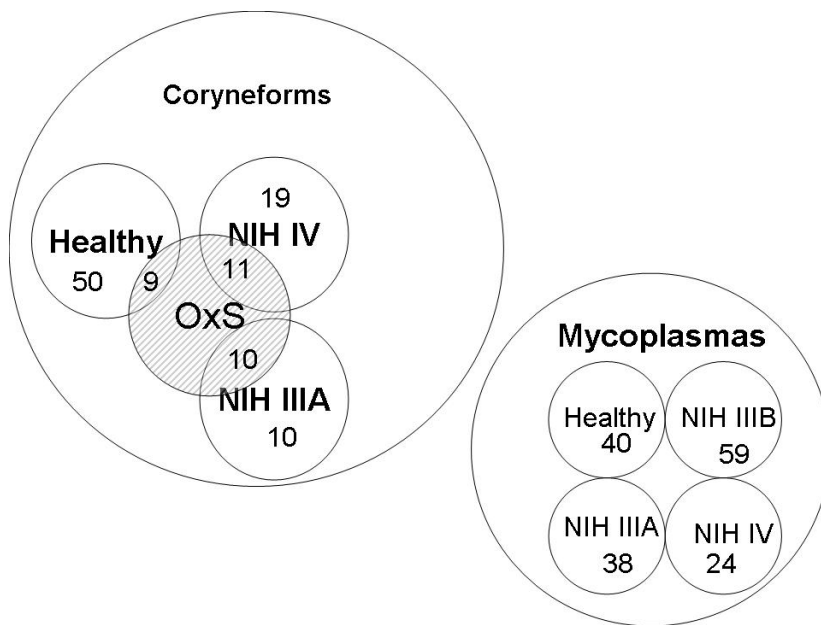 Coryneforms
19
Healthy
NIH IV
50
9
11
OxS
10
NIH IIIA
10
Mycoplasmas
Healthy
NIH IIIB
40
59
NIH IIIA
NIH IV
38
24